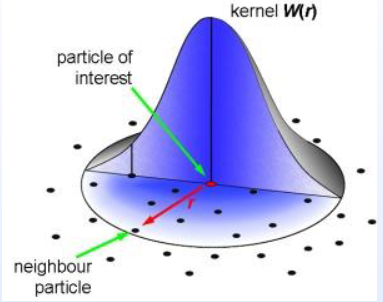 kernel W(r)
particle of
interest
r
neighbour
particle